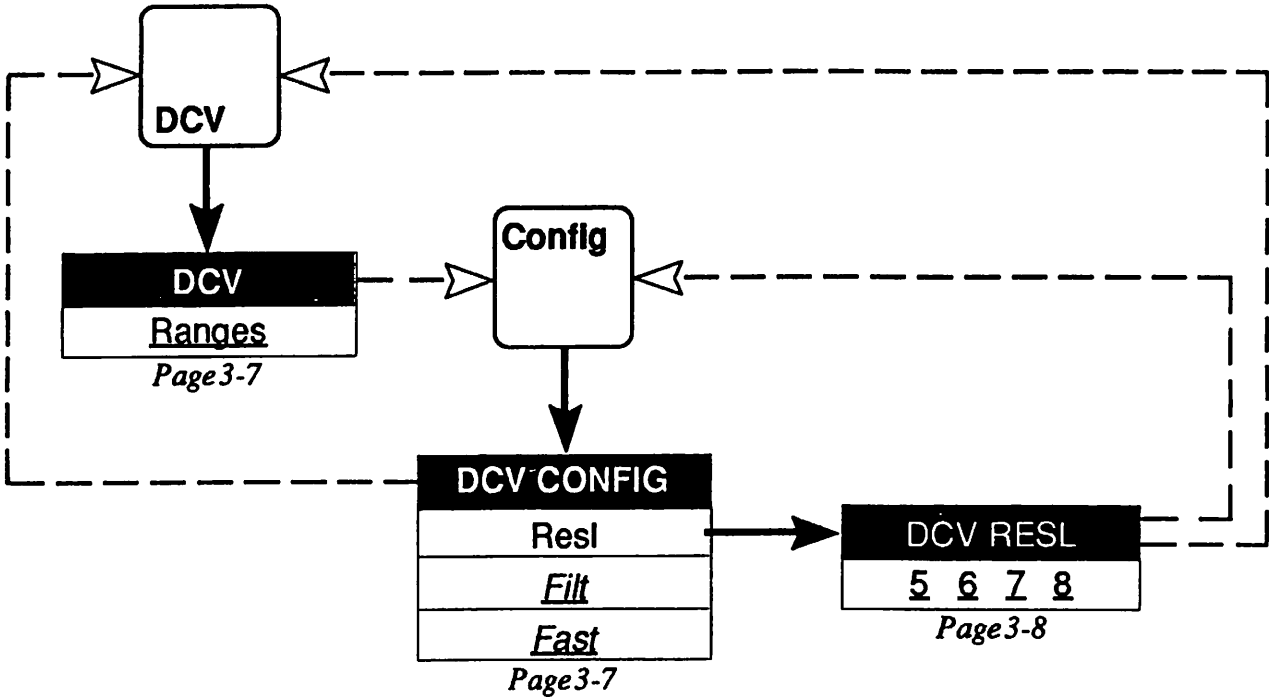 DCV
Config
DCV
Ranges
Page 3-7
DCV CONFIG
Resl
Filt
Fast
Page 3-7
DCV RESL
5 6 7 8
Page 3-8